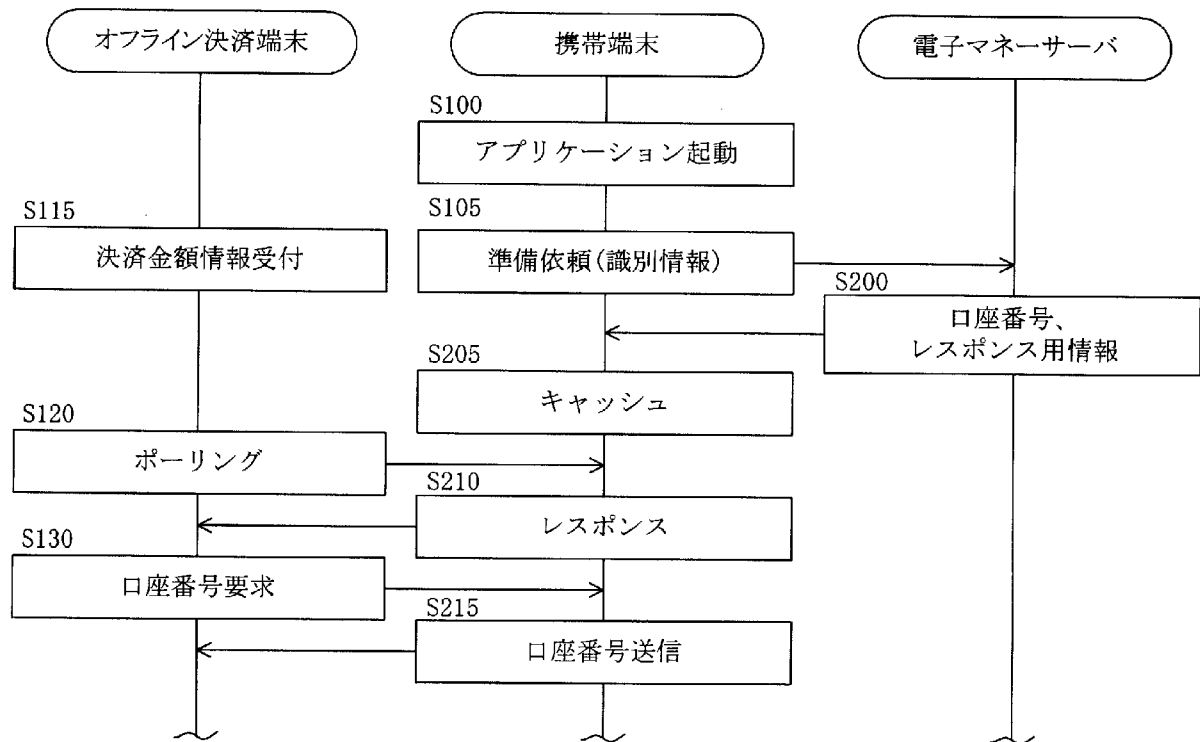 オフライン決済端末
携帯端末
電子マネーサーバ
S100
アプリケーション起動
S115
決済金額情報受付
S105
準備依頼(識別情報)
S200
口座番号、
レスポンス用情報
S205
キャッシュ
S120
ポーリング
S210
レスポンス
S130
口座番号要求
S215
口座番号送信